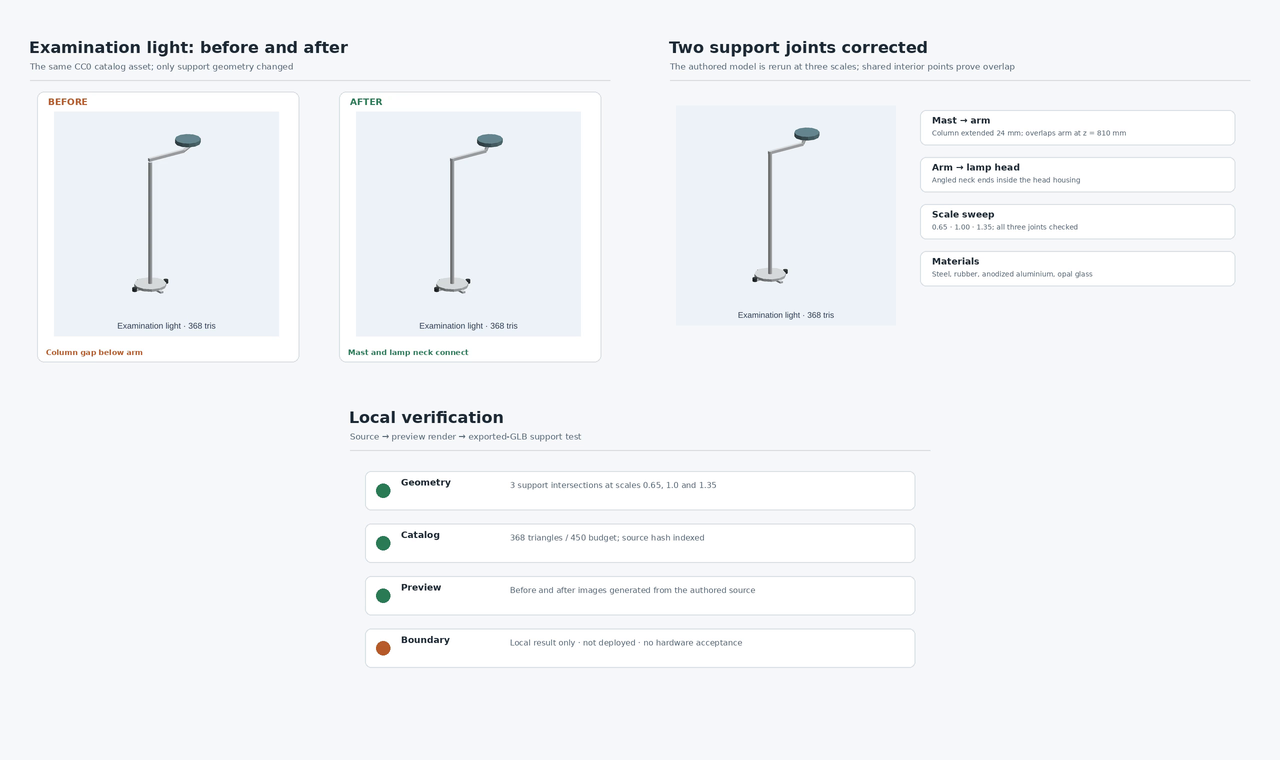 Examination light: before and after
The same CC0 catalog asset; only support geometry changed
BEFORE
Examination light · 368 tris
Column gap below arm
AFTER
Examination light · 368 tris
Mast and lamp neck connect
Two support joints corrected
The authored model is rerun at three scales; shared interior points prove overlap
Examination light · 368 tris
Mast → arm
Column extended 24 mm; overlaps arm at z = 810 mm
Arm → lamp head
Angled neck ends inside the head housing
Scale sweep
0.65 · 1.00 · 1.35; all three joints checked
Materials
Steel, rubber, anodized aluminium, opal glass
Local verification
Source → preview render → exported-GLB support test
Geometry
3 support intersections at scales 0.65, 1.0 and 1.35
Catalog
368 triangles / 450 budget; source hash indexed
Preview
Before and after images generated from the authored source
Boundary
Local result only · not deployed · no hardware acceptance